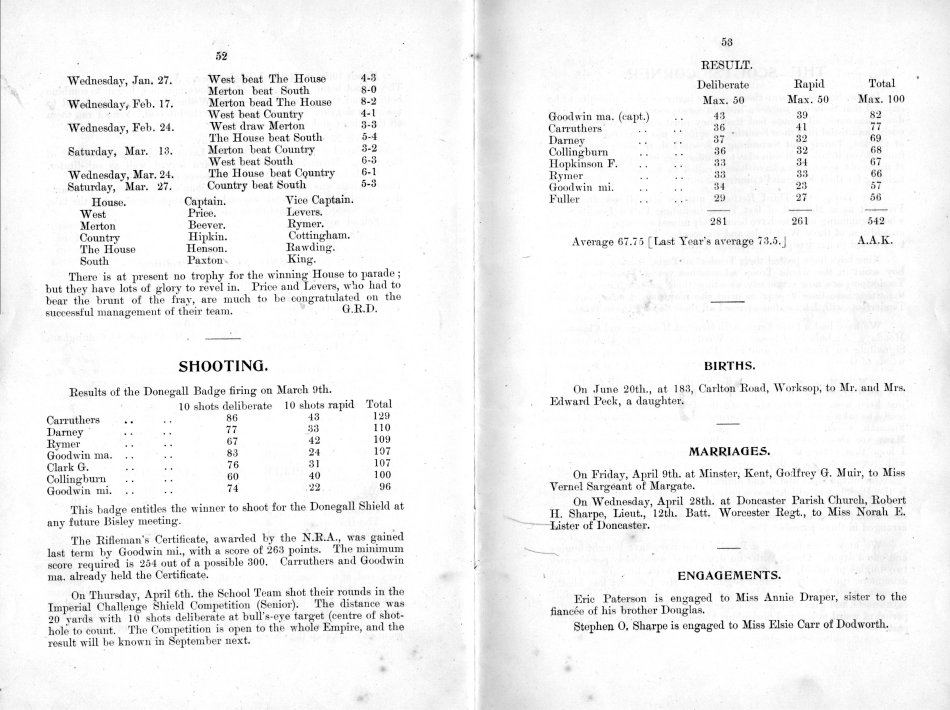 52
Wednesday, Jan. 27. West beat The House 4-3
Merton beat South 8-0
Wednesday, Feb. 17. Merton bead The House 8-2
West beat Country 4-1
Wednesday, Feb. 24. West draw Merton 3-3
The House beat South 5-4
Saturday, Mar. 13. Merton beat Country 3-2
West beat South 6-3
Wednesday, Mar. 24. The House beat Country 6-1
Saturday, Mar. 27. Country beat South 5-3
House. Captain. Vice Captain.
West Price. Levers.
Merton Beever. Rymer.
Country Hipkin. Cottingham.
The House Henson. Rawding.
South Paxton King.
There is at present no trophy for the winning House to parade ;
but they have lots of glory to revel in. Price and Levers, who had to
bear the brunt of the fray, are much to be congratulated on the
successful management of their team. G.R.D.
SHOOTING.
Results of the Donegall Badge firing on March 9th.
10 shots deliberate 10 shots rapid Total
Carruthers .. .. 86 43 129
Darney .. .. 77 33 110
Rymer .. .. 67 42 109
Goodwin ma. .. .. 83 24 107
Clark G. .. .. 76 31 107
Collingburn .. .. 60 40 100
Goodwin mi. .. .. 74 22 96
This badge entitles the winner to shoot for the Donegall Shield at
any future Bisley meeting.
The Rifleman's Certificate, awarded by the N.R.A., was gained
last term by Goodwin mi., with a score of 263 points. The minimum
score required is 254 out of a possible 300. Carruthers and Goodwin
ma. already held the Certificate.
On Thursday, April 6th. the School Team shot their rounds in the
Imperial Challenge Shield Competition (Senior). The distance was
20 yards with 10 shots deliberate at bull's-eye target (centre of shot-
hole to count. The Competition is open to the whole Empire, and the
result will be known in September next.
53
RESULT.
Deliberate Rapid Total
Max. 50 Max. 50 Max. 100
Goodwin ma. (capt.) .. 43 39 82
Carruthers .. .. 36 41 77
Darney .. .. 37 32 69
Collingburn .. .. 36 32 68
Hopkinson F. .. .. 33 34 67
Rymer .. .. 33 33 66
Goodwin mi. .. .. 34 23 57
Fuller .. .. 29 27 56
281 261 542
Average 67.75 [Last Year's average 73.5.] A.A.K.
BIRTHS.
On June 20th., at 183, Carlton Road, Worksop, to Mr. and Mrs.
Edward Peck, a daughter.
MARRIAGES.
On Friday, April 9th. at Minster, Kent, Godfrey G. Muir, to Miss
Vernel Sargeant of Margate.
On Wednesday, April 28th. at Doncaster Parish Church, Robert
H. Sharpe, Lieut., 12th. Batt. Worcester Regt., to Miss Norah E.
Lister of Doncaster.
ENGAGEMENTS.
Eric Paterson is engaged to Miss Annie Draper, sister to the
fiancée of his brother Douglas.
Stephen O. Sharpe is engaged to Miss Elsie Carr of Dodworth.